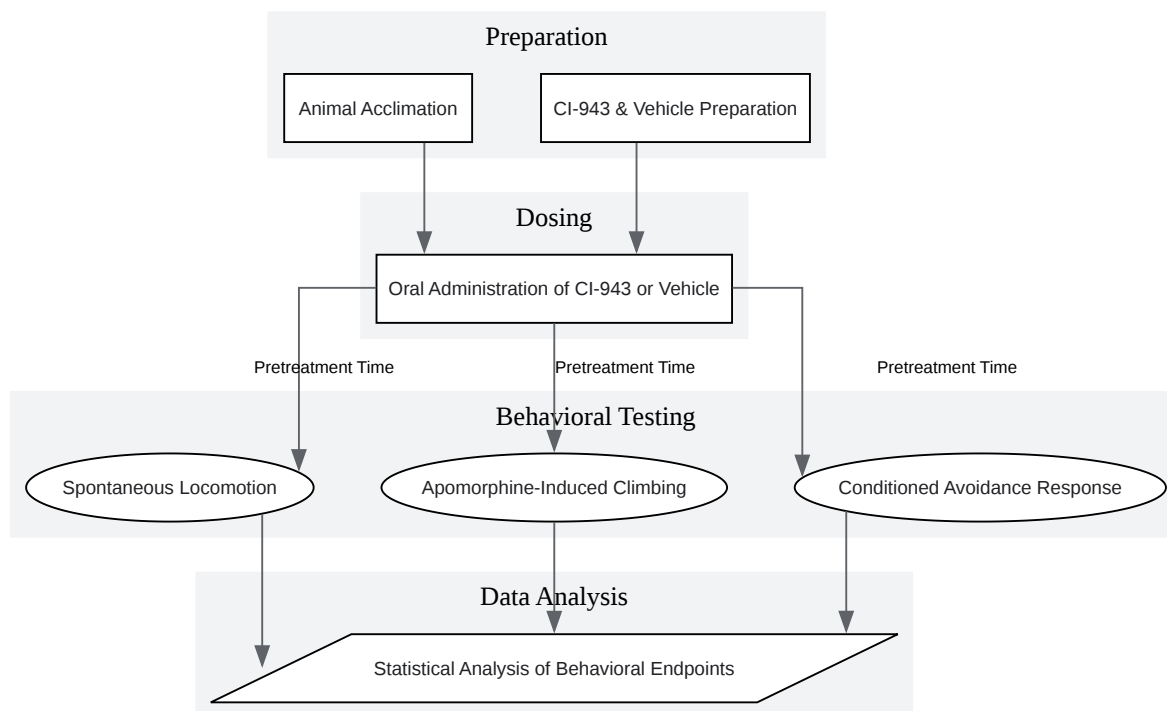 Preparation
Animal Acclimation
CI-943 & Vehicle Preparation
Dosing
Oral Administration of CI-943 or Vehicle
Pretreatment Time
Pretreatment Time
Pretreatment Time
Behavioral Testing
Spontaneous Locomotion
Apomorphine-Induced Climbing
Conditioned Avoidance Response
Data Analysis
Statistical Analysis of Behavioral Endpoints